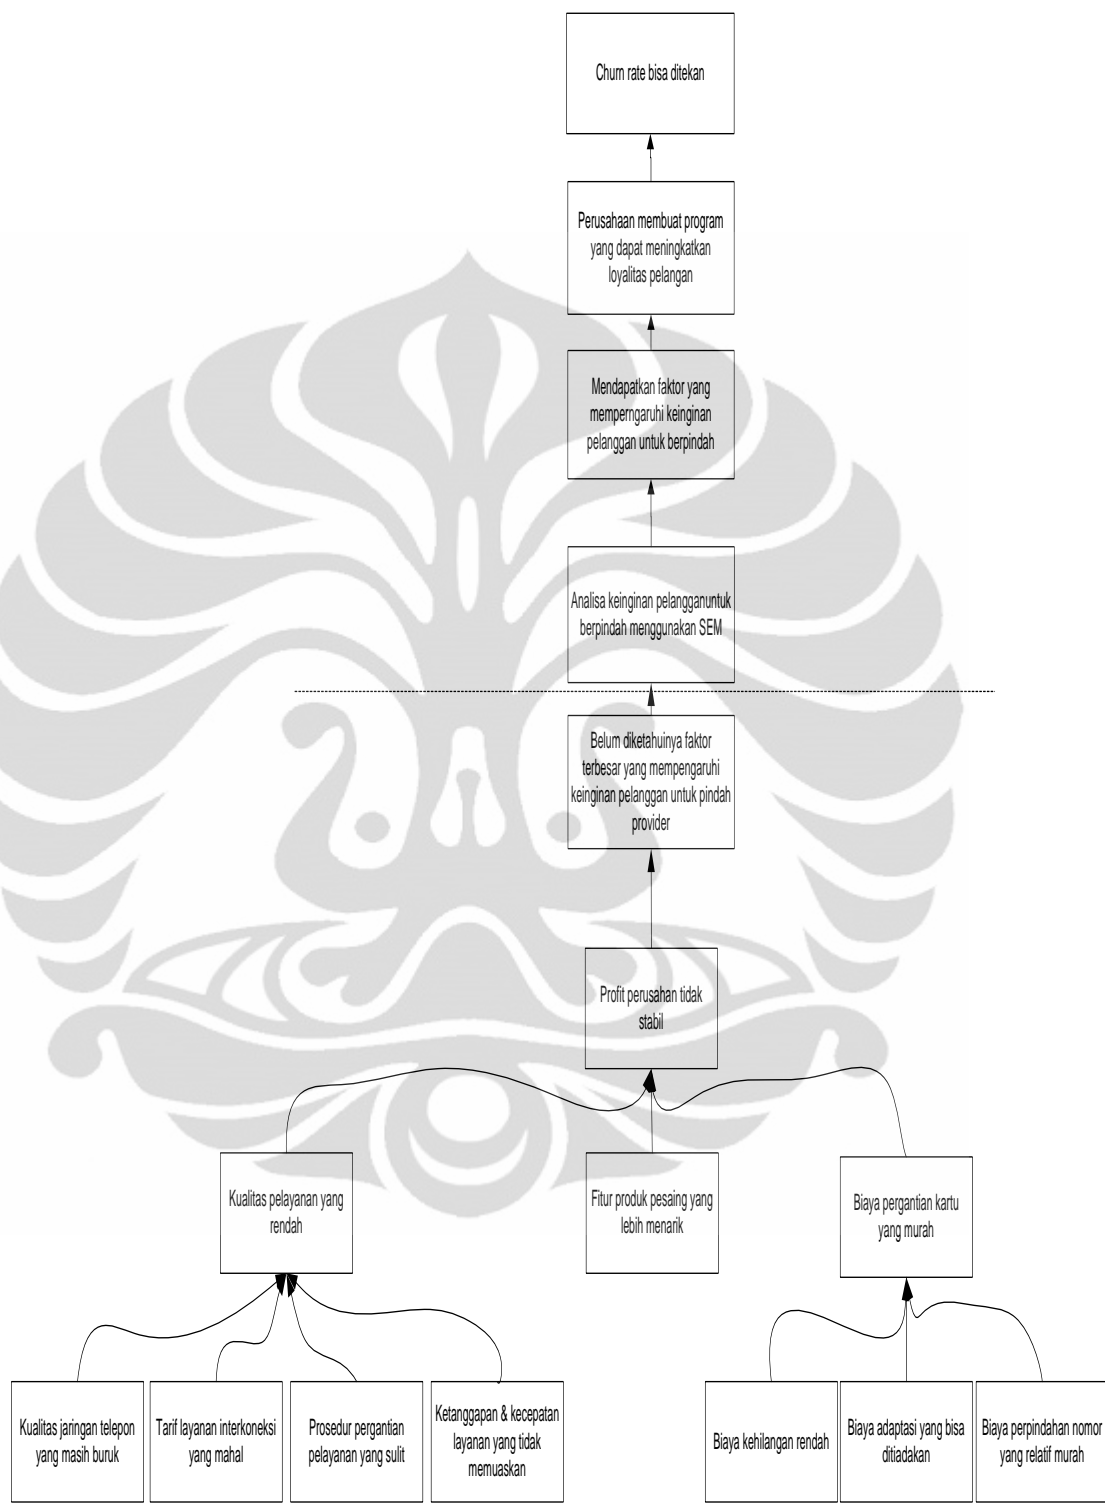 Churn rate bisa ditekan
Perusahaan membuat program
yang dapat meningkatkan
loyalitas pelangan
Mendapatkan faktor yang
memperngaruhi keinginan
pelanggan untuk berpindah
Analisa keinginan pelangganuntuk
berpindah menggunakan SEM
Belum diketahuinya faktor
terbesar yang mempengaruhi
keinginan pelanggan untuk pindah
provider
Profit perusahan tidak
stabil
Kualitas pelayanan yang
rendah
Fitur produk pesaing yang
lebih menarik
Biaya pergantian kartu
yang murah
Kualitas jaringan telepon
yang masih buruk
Tarif layanan interkoneksi
yang mahal
Prosedur pergantian
pelayanan yang sulit
Ketanggapan & kecepatan
layanan yang tidak
memuaskan
Biaya kehilangan rendah
Biaya adaptasi yang bisa
ditiadakan
Biaya perpindahan nomor
yang relatif murah